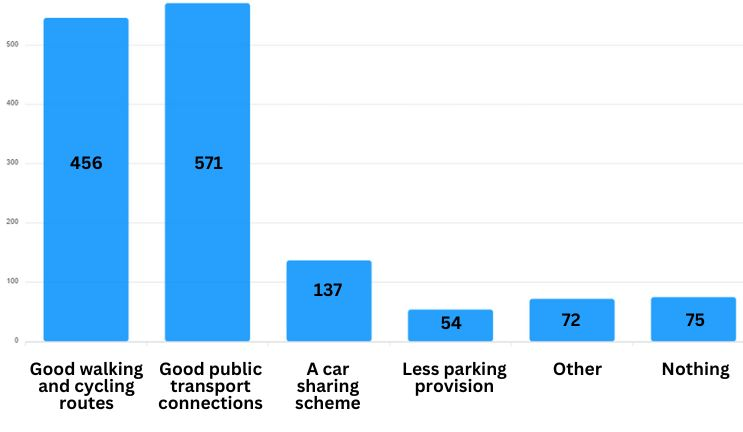 500
400
300
200
100
0
456
571
137
54
72
75
Good walking
and cycling
routes
Good public
transport
connections
A car
sharing
scheme
Less parking
provision
Other
Nothing